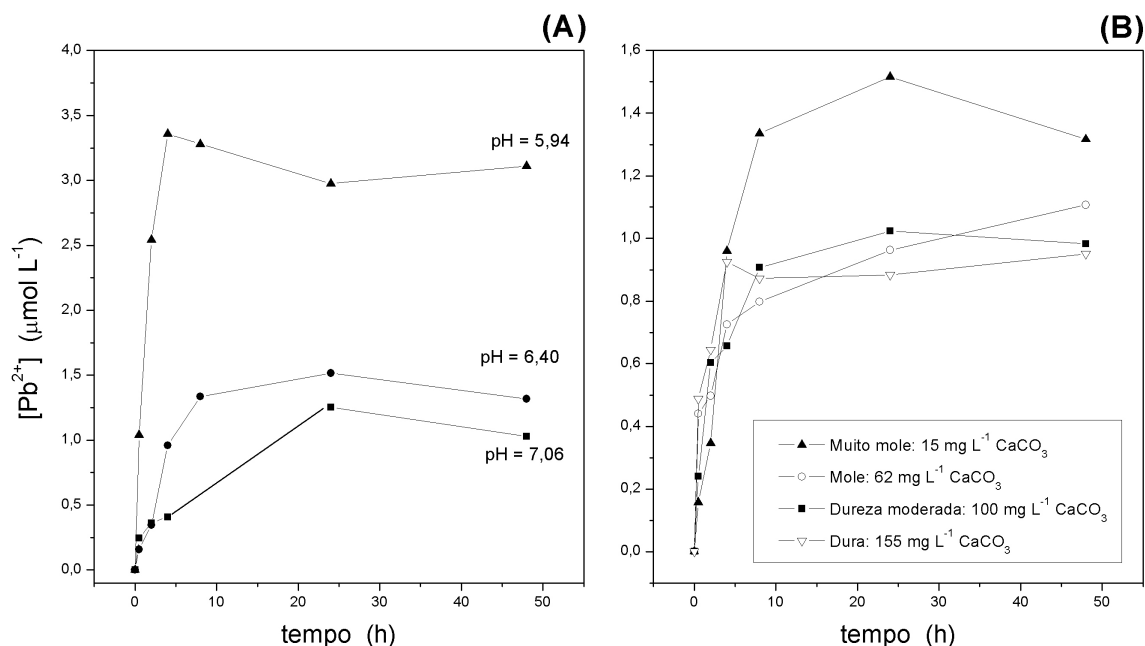 (A)
4,0
3,5
3,0
2,5
2,0
1,5
1,0
0,5
0,0
[Pb²⁺] (μmol L⁻¹)
pH = 5,94
pH = 6,40
pH = 7,06
0 10 20 30 40 50
tempo (h)
(B)
1,6
1,4
1,2
1,0
0,8
0,6
0,4
0,2
0,0
Muito mole: 15 mg L⁻¹ CaCO₃
Mole: 62 mg L⁻¹ CaCO₃
Dureza moderada: 100 mg L⁻¹ CaCO₃
Dura: 155 mg L⁻¹ CaCO₃
0 10 20 30 40 50
tempo (h)